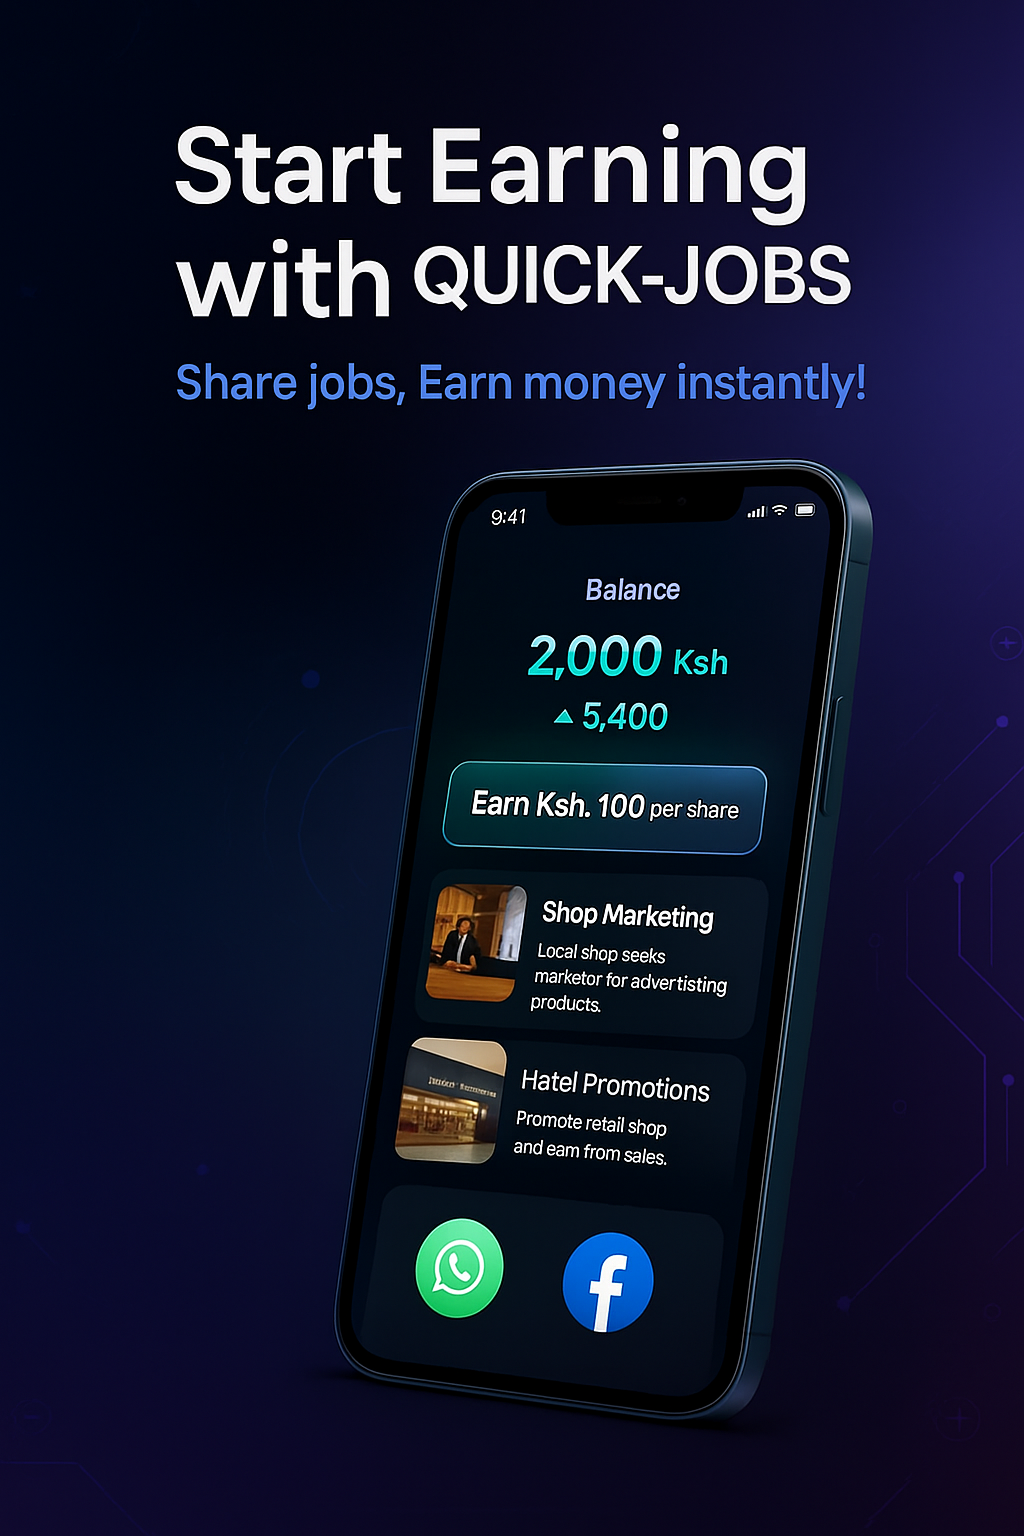 Start Earning
with QUICK-JOBS
Share jobs, Earn money instantly!
9:41
Balance
2,000 Ksh
▲ 5,400
Earn Ksh. 100 per share
Shop Marketing
Local shop seeks
marketor for advertisting
products.
Hatel Promotions
Promote retail shop
and eam from sales.